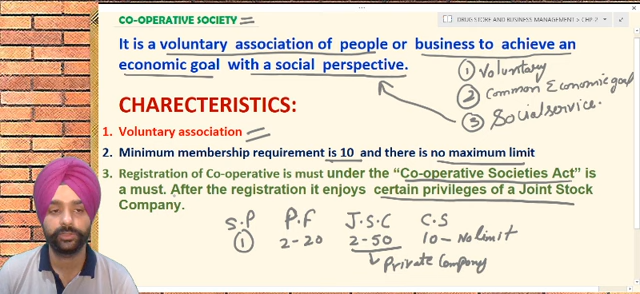 CO-OPERATIVE SOCIETY
DRUG STORE AND BUSINESS MANAGEMENT > CHP 2
It is a voluntary association of people or business to achieve an
economic goal with a social perspective.
① Voluntary
② Common Economic goal
③ Social service.
CHARECTERISTICS:
1. Voluntary association
2. Minimum membership requirement is 10 and there is no maximum limit
3. Registration of Co-operative is must under the “Co-operative Societies Act” is
a must. After the registration it enjoys certain privileges of a Joint Stock
Company.
S.P P.F J.S.C C.S
① 2-20 2-50 10-No limit
Private Company